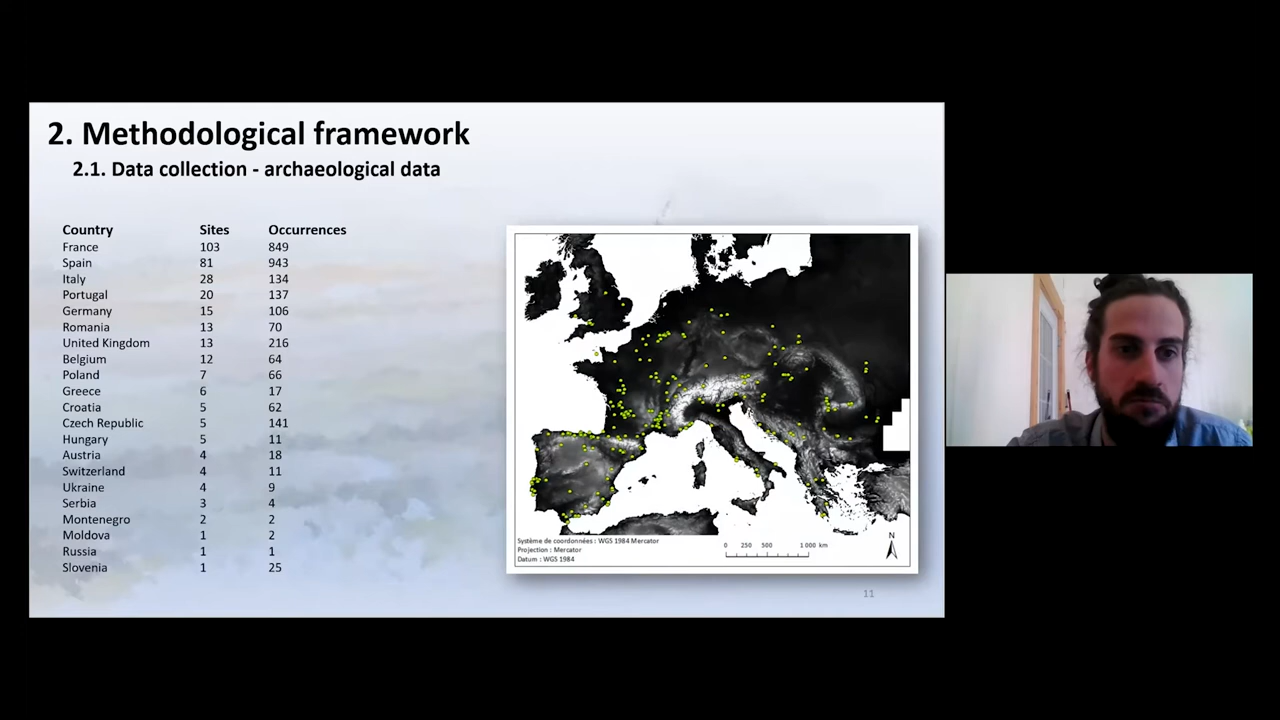 2. Methodological framework
2.1. Data collection - archaeological data
Country Sites Occurrences
France 103 849
Spain 81 943
Italy 28 134
Portugal 20 137
Germany 15 106
Romania 13 70
United Kingdom 13 216
Belgium 12 64
Poland 7 66
Greece 6 17
Croatia 5 62
Czech Republic 5 141
Hungary 5 11
Austria 4 18
Switzerland 4 11
Ukraine 4 9
Serbia 3 4
Montenegro 2 2
Moldova 1 2
Russia 1 1
Slovenia 1 25
Système de coordonnées : WGS 1984 Mercator
Projection : Mercator
Datum : WGS 1984
0 250 500 1 000 km
N
11